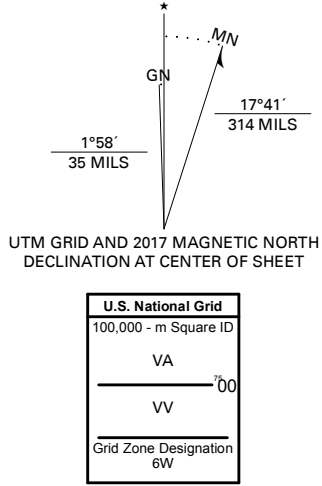 ★
MN
GN
1°58´
35 MILS
17°41´
314 MILS
UTM GRID AND 2017 MAGNETIC NORTH
DECLINATION AT CENTER OF SHEET
U.S. National Grid
100,000 - m Square ID
VA
7500
VV
Grid Zone Designation
6W